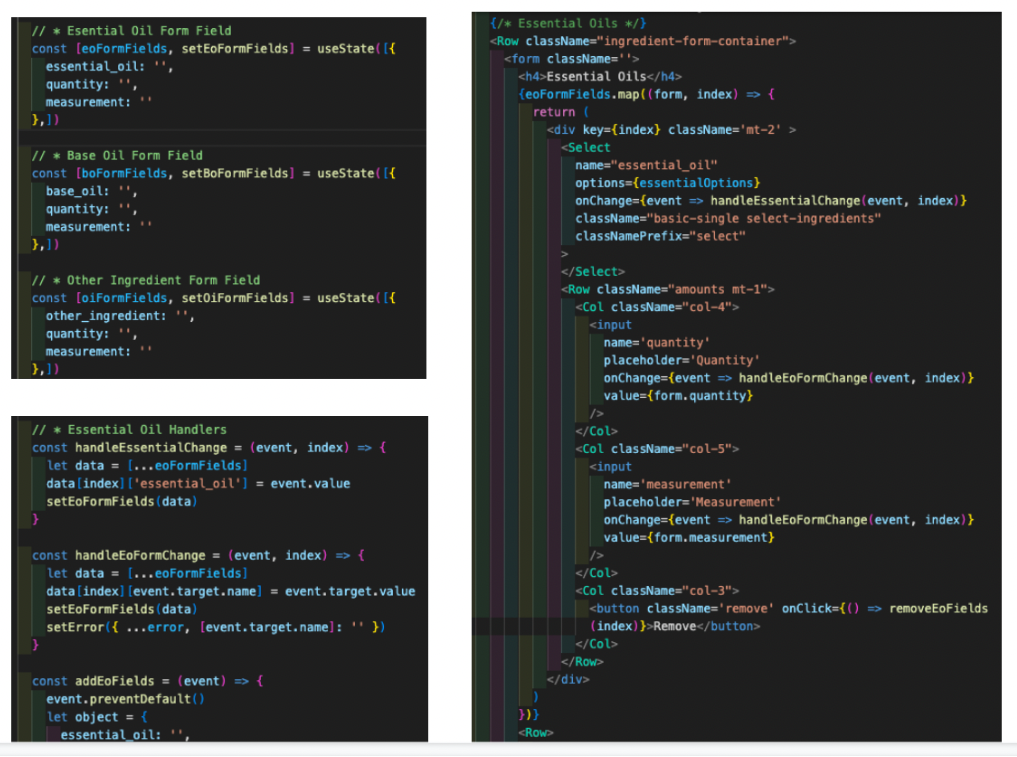 // * Esential Oil Form Field
const [eoFormFields, setEoFormFields] = useState([{
essential_oil: '',
quantity: '',
measurement: ''
},])
// * Base Oil Form Field
const [boFormFields, setBoFormFields] = useState([{
base_oil: '',
quantity: '',
measurement: ''
},])
// * Other Ingredient Form Field
const [oiFormFields, setOiFormFields] = useState([{
other_ingredient: '',
quantity: '',
measurement: ''
},])
// * Essential Oil Handlers
const handleEssentialChange = (event, index) => {
let data = [...eoFormFields]
data[index]['essential_oil'] = event.value
setEoFormFields(data)
}
const handleEoFormChange = (event, index) => {
let data = [...eoFormFields]
data[index][event.target.name] = event.target.value
setEoFormFields(data)
setError({ ...error, [event.target.name]: '' })
}
const addEoFields = (event) => {
event.preventDefault()
let object = {
essential_oil: '',
{/* Essential Oils */}
<Row className="ingredient-form-container">
<form className=''>
<h4>Essential Oils</h4>
{eoFormFields.map((form, index) => {
return (
<div key={index} className='mt-2' >
<Select
name="essential_oil"
options={essentialOptions}
onChange={event => handleEssentialChange(event, index)}
className="basic-single select-ingredients"
classNamePrefix="select"
>
</Select>
<Row className="amounts mt-1">
<Col className="col-4">
<input
name='quantity'
placeholder='Quantity'
onChange={event => handleEoFormChange(event, index)}
value={form.quantity}
/>
</Col>
<Col className="col-5">
<input
name='measurement'
placeholder='Measurement'
onChange={event => handleEoFormChange(event, index)}
value={form.measurement}
/>
</Col>
<Col className="col-3">
<button className='remove' onClick={() => removeEoFields
(index)}>Remove</button>
</Col>
</Row>
</div>
)
})}
<Row>